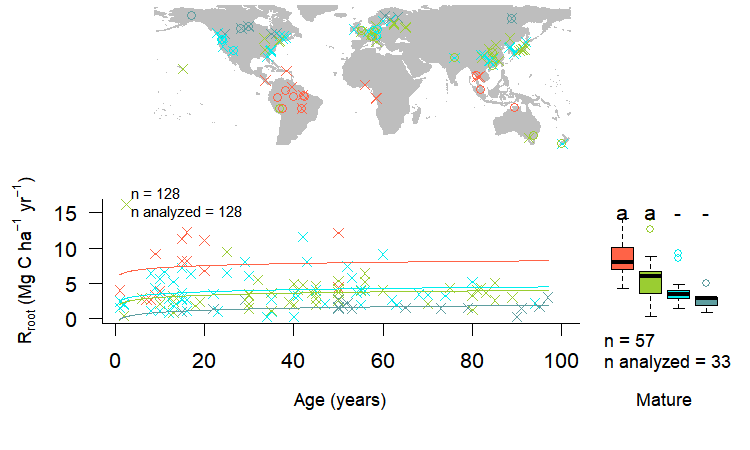 n = 128
n analyzed = 128
15
10
5
0
R root (Mg C ha⁻¹ yr⁻¹)
0 20 40 60 80 100
Age (years)
a a - -
n = 57
n analyzed = 33
Mature